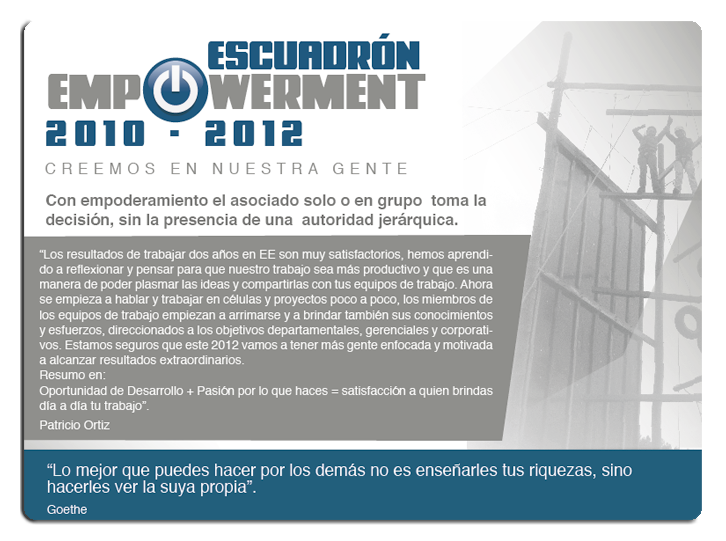 ESCUADRÓN
EMPOWERMENT
2010 - 2012
CREEMOS EN NUESTRA GENTE
Con empoderamiento el asociado solo o en grupo toma la
decisión, sin la presencia de una autoridad jerárquica.
“Los resultados de trabajar dos años en EE son muy satisfactorios, hemos aprendi-
do a reflexionar y pensar para que nuestro trabajo sea más productivo y que es una
manera de poder plasmar las ideas y compartirlas con tus equipos de trabajo. Ahora
se empieza a hablar y trabajar en células y proyectos poco a poco, los miembros de
los equipos de trabajo empiezan a arrimarse y a brindar también sus conocimientos
y esfuerzos, direccionados a los objetivos departamentales, gerenciales y corporati-
vos. Estamos seguros que este 2012 vamos a tener más gente enfocada y motivada
a alcanzar resultados extraordinarios.
Resumo en:
Oportunidad de Desarrollo + Pasión por lo que haces = satisfacción a quien brindas
día a día tu trabajo”.
Patricio Ortiz
“Lo mejor que puedes hacer por los demás no es enseñarles tus riquezas, sino
hacerles ver la suya propia”.
Goethe